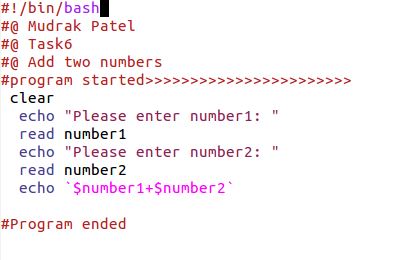 #!/bin/bash
#@ Mudrak Patel
#@ Task6
#@ Add two numbers
#program started>>>>>>>>>>>>>>>>>>>>>>>
clear
echo "Please enter number1: "
read number1
echo "Please enter number2: "
read number2
echo `$number1+$number2`
#Program ended